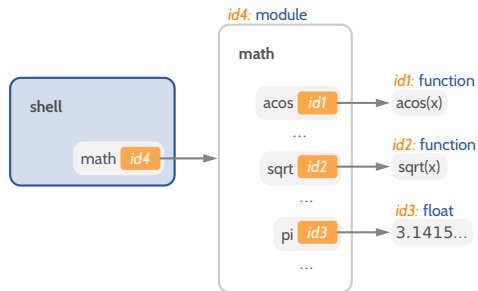 id4: module
math
shell
math id4
acos id1
...
sqrt id2
...
pi id3
...
id1: function
acos(x)
id2: function
sqrt(x)
id3: float
3.1415...